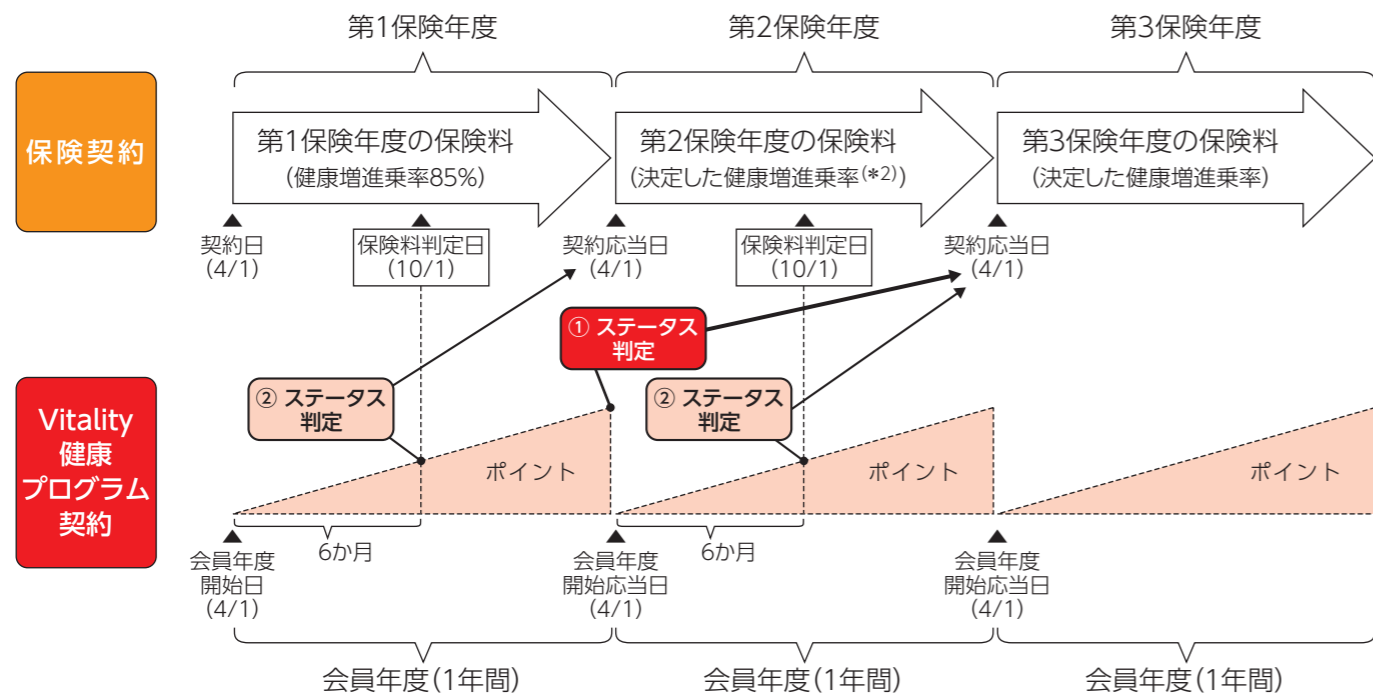 第1保険年度
第2保険年度
第3保険年度
保険契約
第1保険年度の保険料
(健康増進乗率85%)
第2保険年度の保険料
(決定した健康増進乗率(*2))
第3保険年度の保険料
(決定した健康増進乗率)
契約日
(4/1)
保険料判定日
(10/1)
契約応当日
(4/1)
保険料判定日
(10/1)
契約応当日
(4/1)
① ステータス
判定
② ステータス
判定
② ステータス
判定
Vitality
健康
プログラム
契約
ポイント
ポイント
ポイント
6か月
6か月
会員年度
開始日
(4/1)
会員年度
開始応当日
(4/1)
会員年度
開始応当日
(4/1)
会員年度(1年間)
会員年度(1年間)
会員年度(1年間)